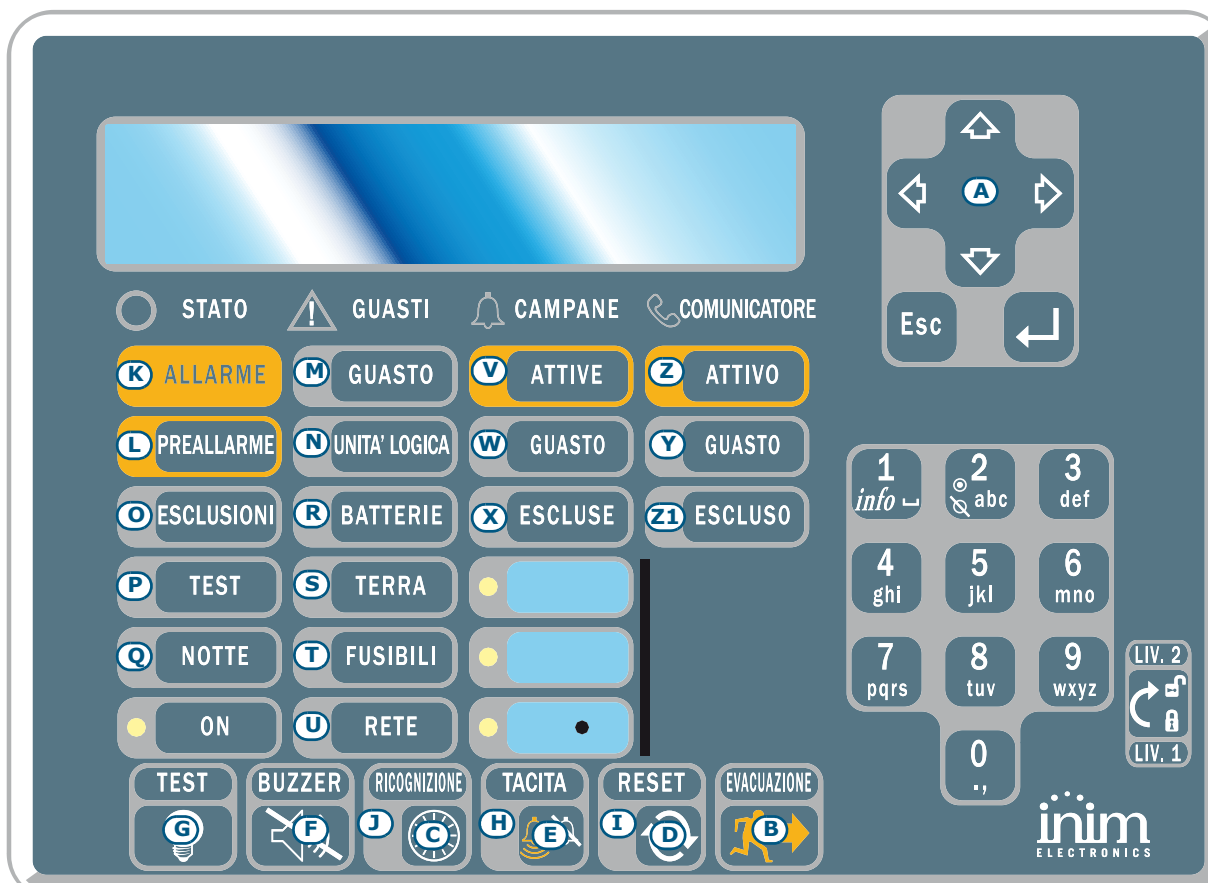 A
STATO GUASTI CAMPANE COMUNICATORE
Esc
K ALLARME M GUASTO V ATTIVE Z ATTIVO
L PREALLARME N UNITA' LOGICA W GUASTO Y GUASTO
O ESCLUSIONI R BATTERIE X ESCLUSE Z1 ESCLUSO
P TEST S TERRA
Q NOTTE T FUSIBILI
ON U RETE
1 2 3
info abc def
4 5 6
ghi jkl mno
7 8 9
pqrs tuv wxyz
0
.,
LIV. 2
LIV. 1
TEST BUZZER RICOGNIZIONE TACITA RESET EVACUAZIONE
G F J C H E I D B
inim
ELECTRONICS